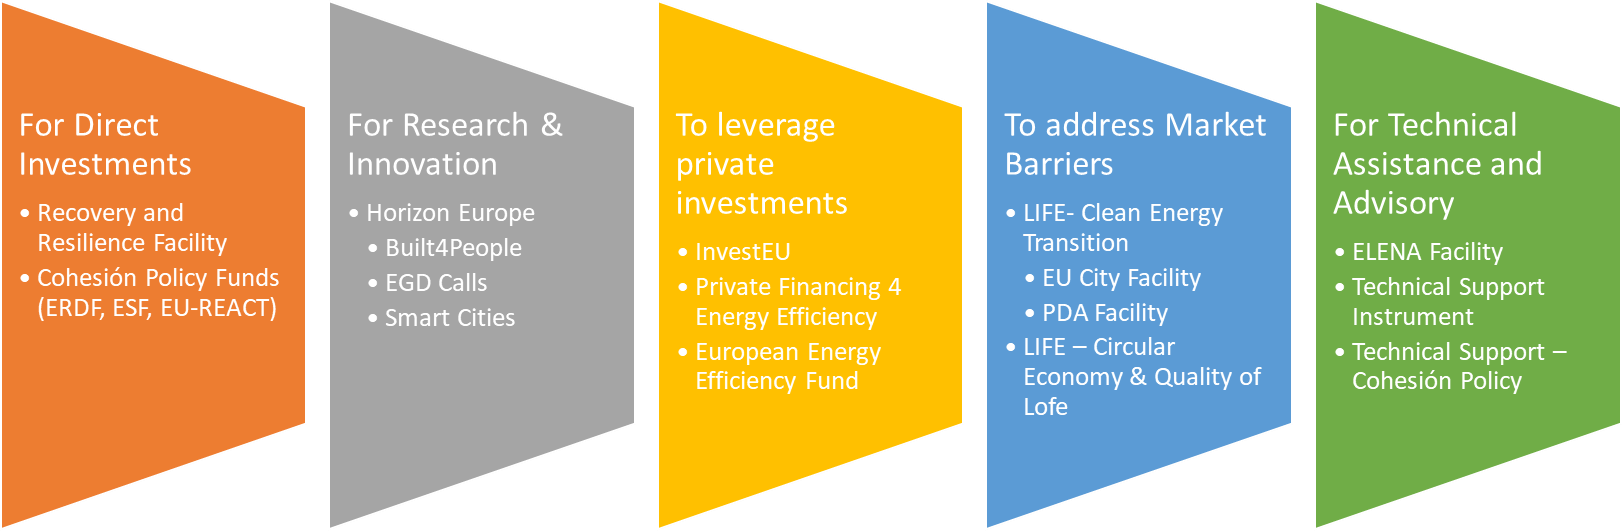 For Direct
Investments
• Recovery and
Resilience Facility
• Cohesión Policy Funds
(ERDF, ESF, EU-REACT)
For Research &
Innovation
• Horizon Europe
• Built4People
• EGD Calls
• Smart Cities
To leverage
private
investments
• InvestEU
• Private Financing 4
Energy Efficiency
• European Energy
Efficiency Fund
To address Market
Barriers
• LIFE- Clean Energy
Transition
• EU City Facility
• PDA Facility
• LIFE – Circular
Economy & Quality of
Lofe
For Technical
Assistance and
Advisory
• ELENA Facility
• Technical Support
Instrument
• Technical Support –
Cohesión Policy